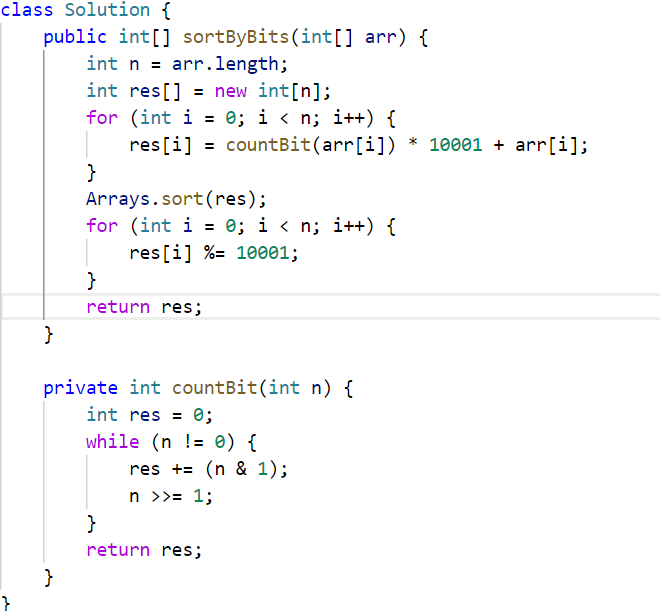 class Solution {
    public int[] sortByBits(int[] arr) {
        int n = arr.length;
        int res[] = new int[n];
        for (int i = 0; i < n; i++) {
            res[i] = countBit(arr[i]) * 10001 + arr[i];
        }
        Arrays.sort(res);
        for (int i = 0; i < n; i++) {
            res[i] %= 10001;
        }
        return res;
    }

    private int countBit(int n) {
        int res = 0;
        while (n != 0) {
            res += (n & 1);
            n >>= 1;
        }
        return res;
    }
}